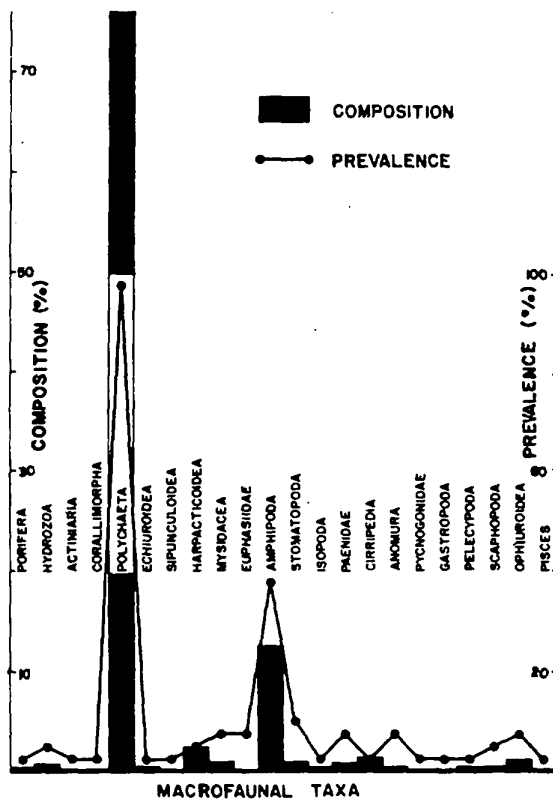 70
50
30
10
COMPOSITION (%)
COMPOSITION
PREVALENCE
100
60
20
PREVALENCE (%)
PORIFERA
HYDROZOA
ACTINIARIA
CORALLIMORPHA
POLYCHAETA
ECHIUROIDEA
SIPUNCULOIDEA
HARPACTICOIDEA
MYSIDACEA
EUPHASIIDAE
AMPHIPODA
STOMATOPODA
ISOPODA
PAENIDAE
CIRRIPEDIA
ANOMURA
PYCNOGONIDAE
GASTROPODA
PELECYPODA
SCAPHOPODA
OPHIUROIDEA
PISCES
MACROFAUNAL TAXA